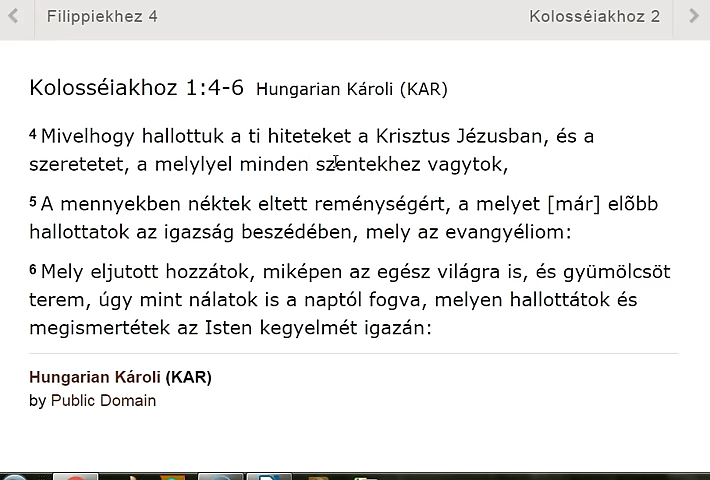 Filippiekhez 4
Kolosséiakhoz 2
Kolosséiakhoz 1:4-6 Hungarian Károli (KAR)
4 Mivelhogy hallottuk a ti hiteteket a Krisztus Jézusban, és a
szeretetet, a melylyel minden szentekhez vagytok,
5 A mennyekben néktek eltett reménységért, a melyet [már] elõbb
hallottatok az igazság beszédében, mely az evangyéliom:
6 Mely eljutott hozzátok, miképen az egész világra is, és gyümölcsöt
terem, úgy mint nálatok is a naptól fogva, melyen hallottátok és
megismertétek az Isten kegyelmét igazán:
Hungarian Károli (KAR)
by Public Domain